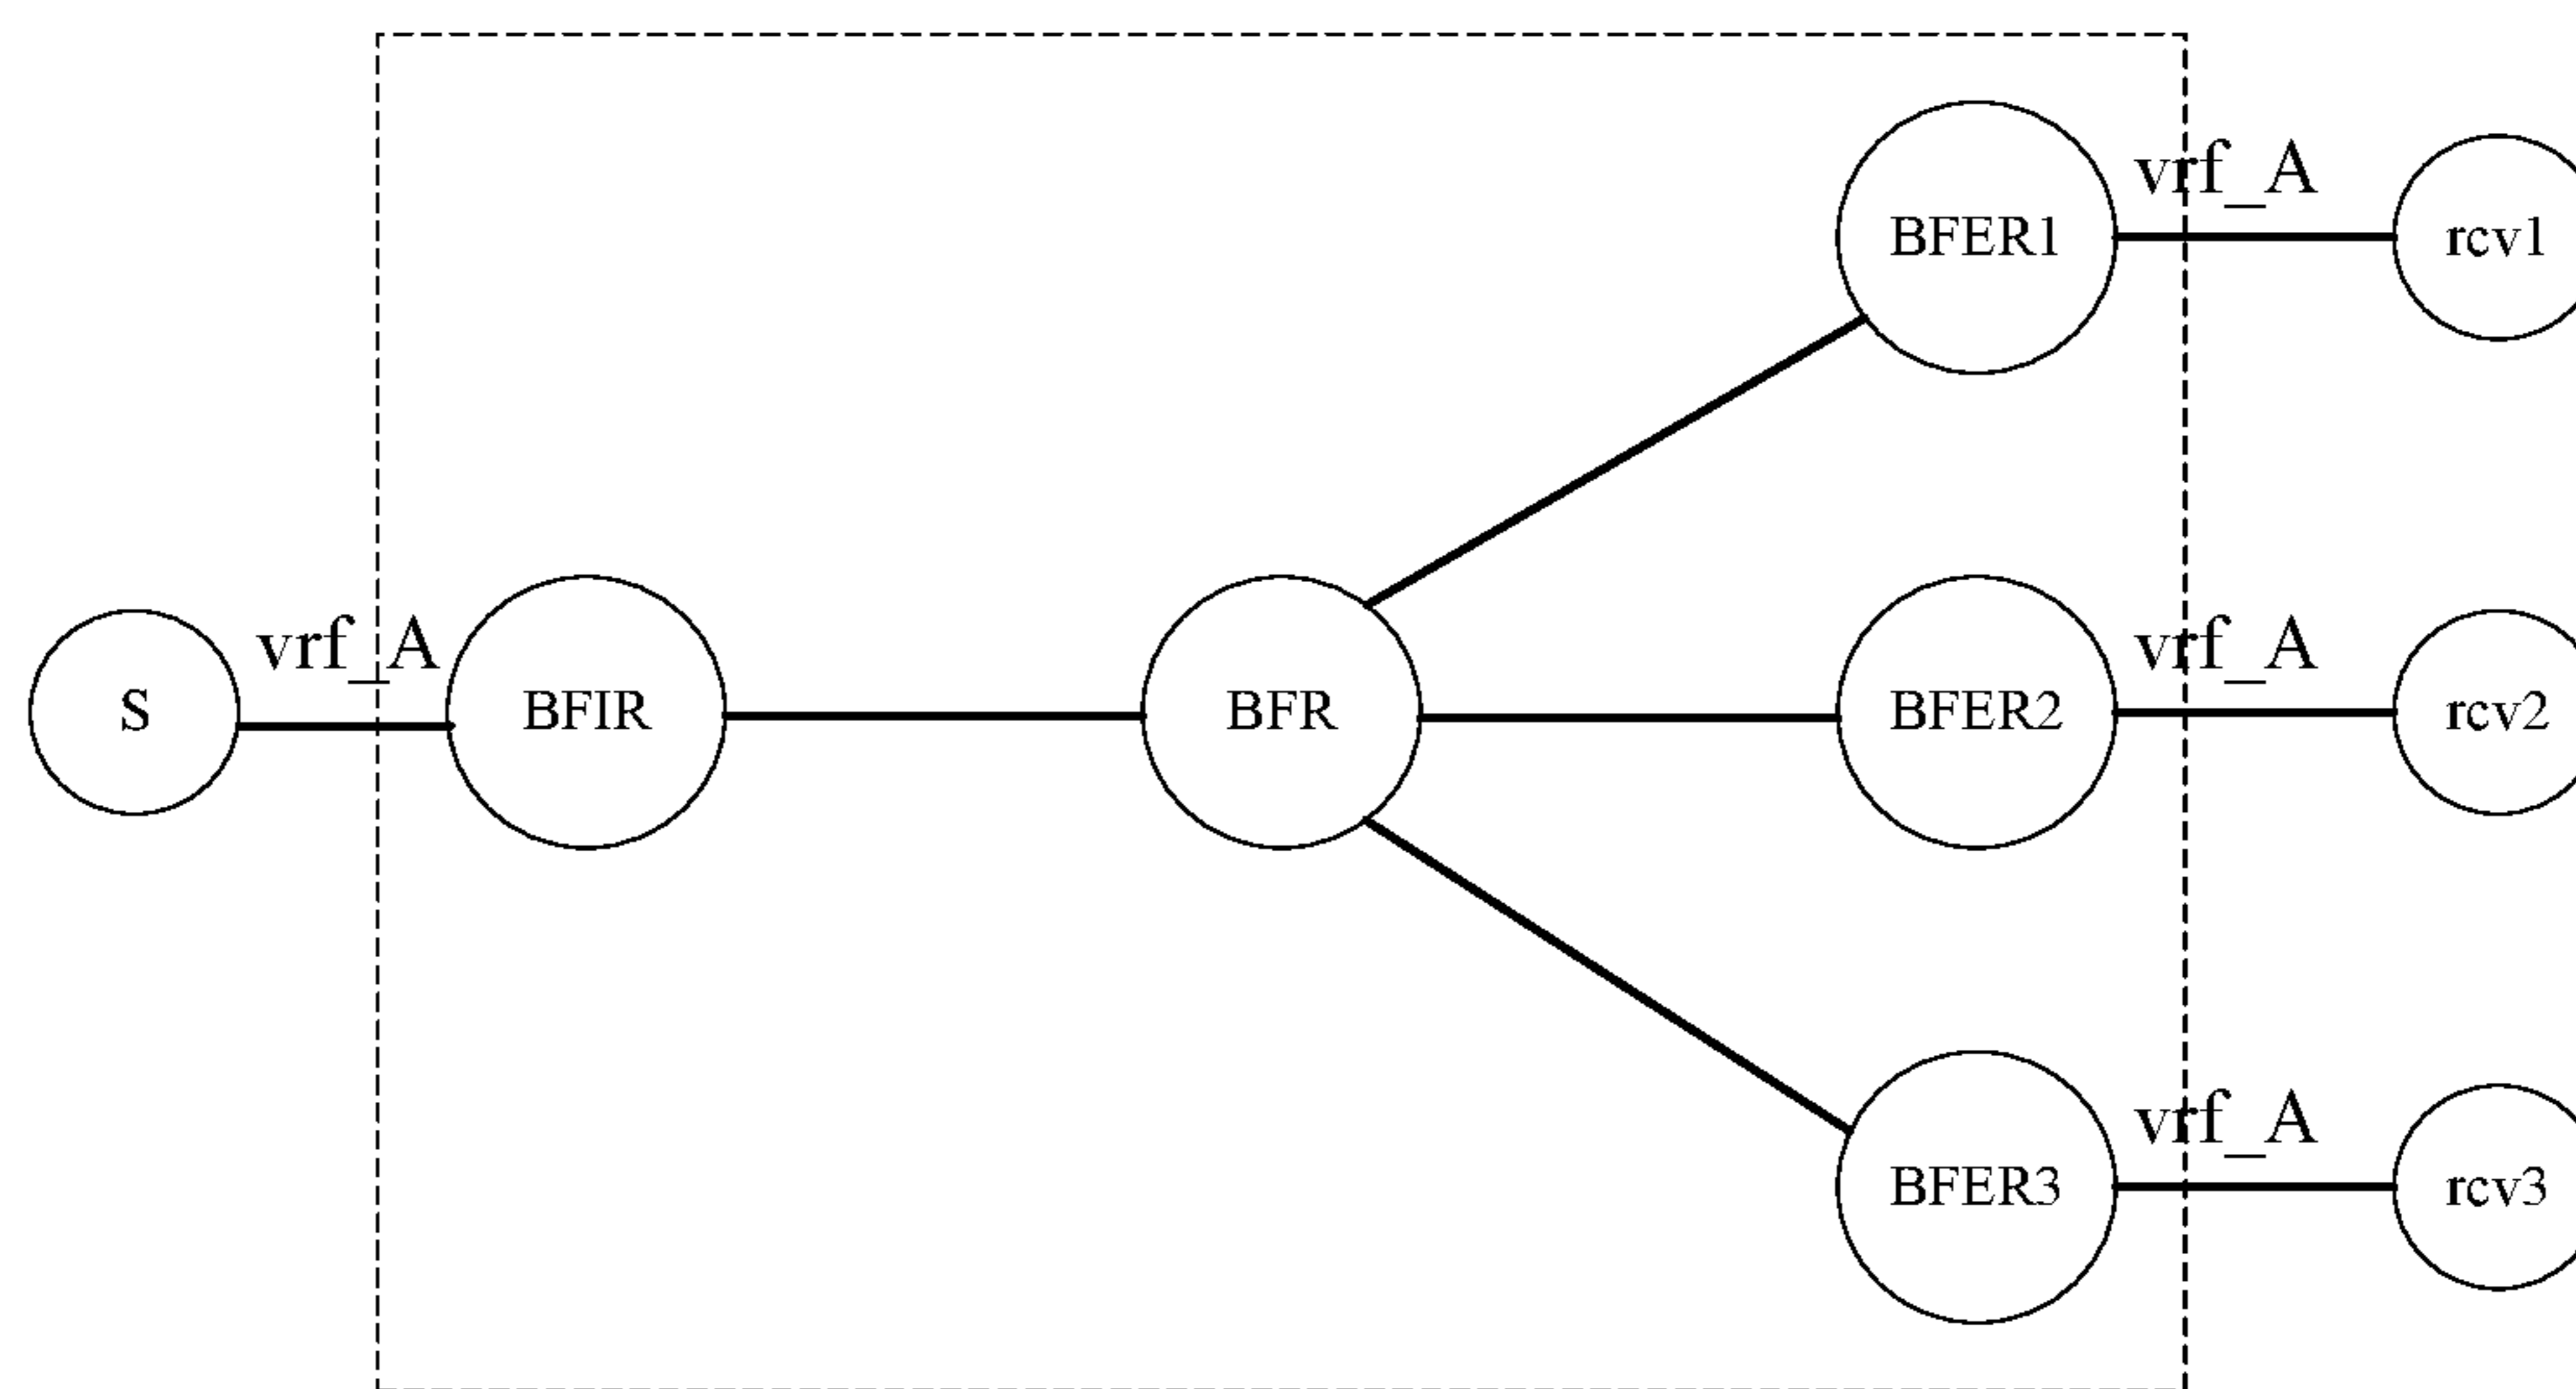 vrf_A
BFER1
rcv1
vrf_A
S
BFIR
BFR
BFER2
vrf_A
rcv2
vrf_A
BFER3
rcv3